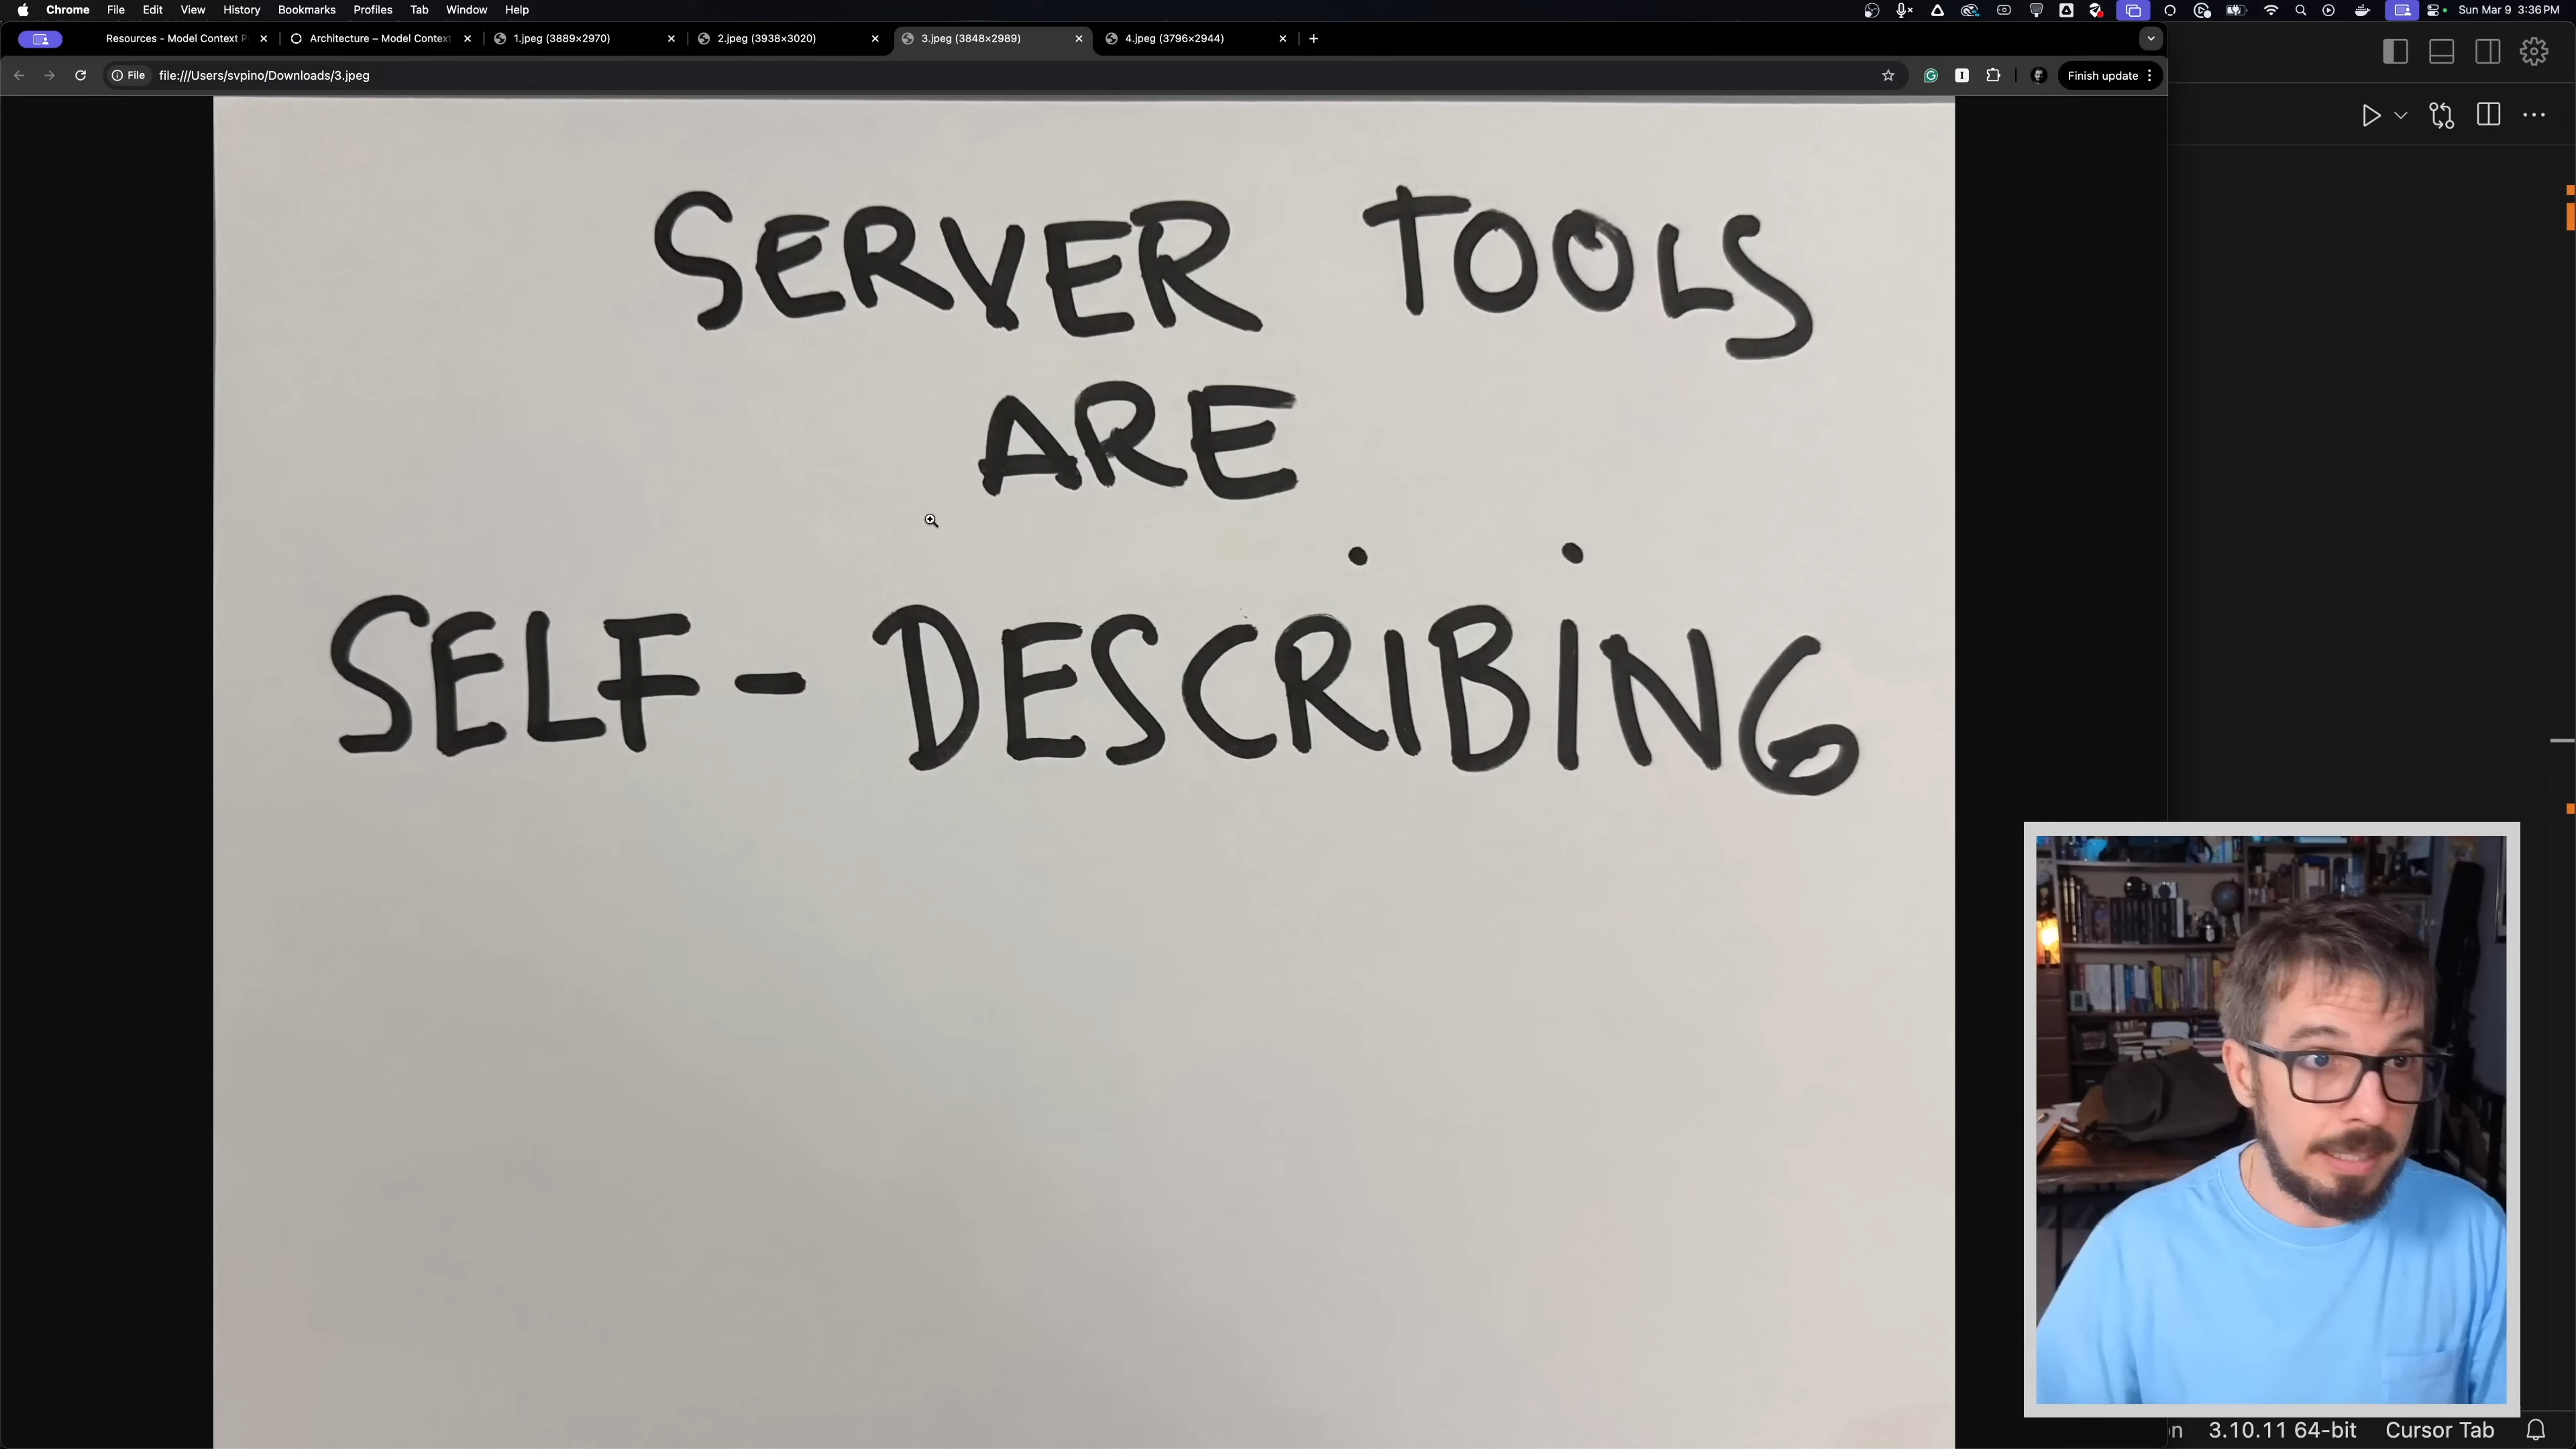 Chrome File Edit View History Bookmarks Profiles Tab Window Help Sun Mar 9 3:36 PM
Resources - Model Context P Architecture – Model Context 1.jpeg (3889×2970) 2.jpeg (3938×3020) 3.jpeg (3848×2989) 4.jpeg (3796×2944)
File file:///Users/svpino/Downloads/3.jpeg Finish update
SERVER TOOLS
ARE
SELF- DESCRIBING
3.10.11 64-bit Cursor Tab